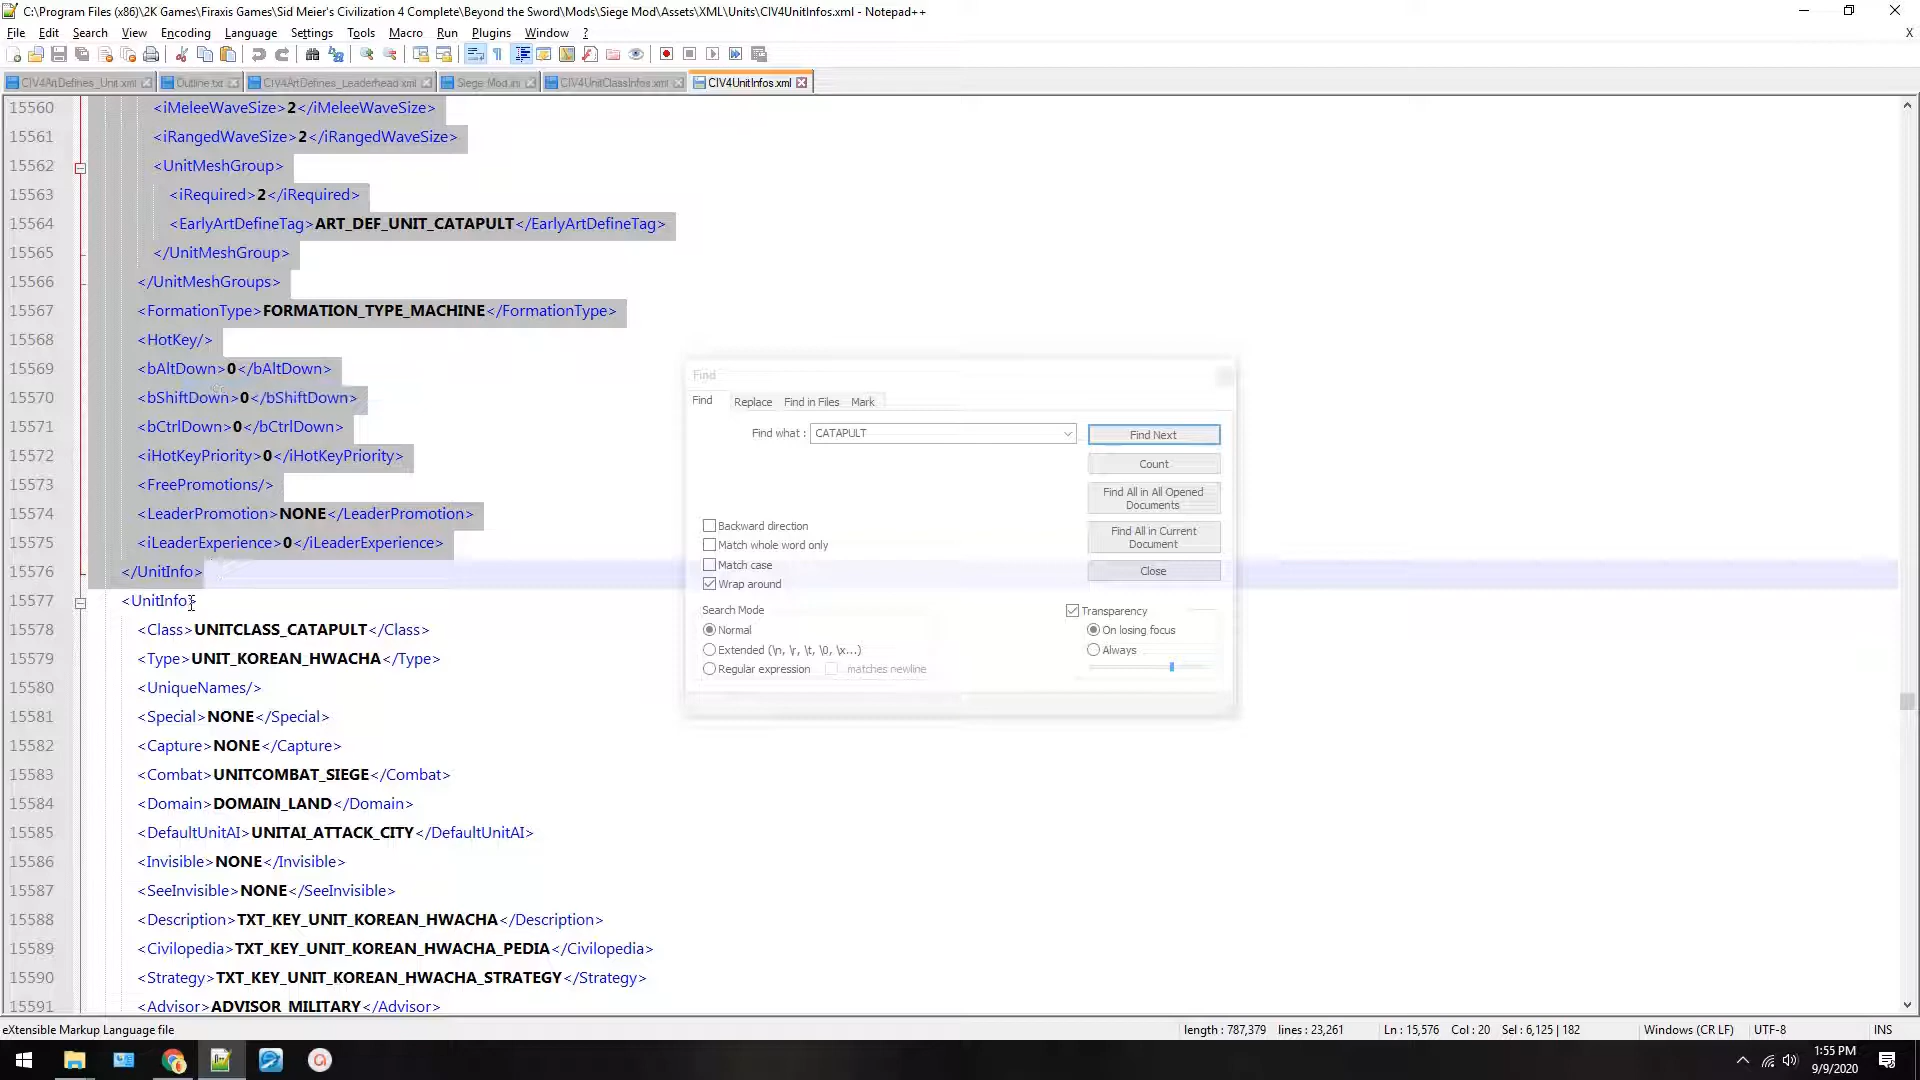 C:\Program Files (x86)\2K Games\Firaxis Games\Sid Meier's Civilization 4 Complete\Beyond the Sword\Mods\Siege Mod\Assets\XML\Units\CIV4UnitInfos.xml - Notepad++
File Edit Search View Encoding Language Settings Tools Macro Run Plugins Window ? X
CIV4ArtDefines_Unit.xml Outline.txt CIV4ArtDefines_Leaderhead.xml Siege_Mod.ini CIV4UnitClassInfos.xml CIV4UnitInfos.xml
15560 <iMeleeWaveSize>2</iMeleeWaveSize>
15561 <iRangedWaveSize>2</iRangedWaveSize>
15562 <UnitMeshGroup>
15563 <iRequired>2</iRequired>
15564 <EarlyArtDefineTag>ART_DEF_UNIT_CATAPULT</EarlyArtDefineTag>
15565 </UnitMeshGroup>
15566 </UnitMeshGroups>
15567 <FormationType>FORMATION_TYPE_MACHINE</FormationType>
15568 <HotKey/>
15569 <bAltDown>0</bAltDown>
15570 <bShiftDown>0</bShiftDown>
15571 <bCtrlDown>0</bCtrlDown>
15572 <iHotKeyPriority>0</iHotKeyPriority>
15573 <FreePromotions/>
15574 <LeaderPromotion>NONE</LeaderPromotion>
15575 <iLeaderExperience>0</iLeaderExperience>
15576 </UnitInfo>
15577 <UnitInfo>
15578 <Class>UNITCLASS_CATAPULT</Class>
15579 <Type>UNIT_KOREAN_HWACHA</Type>
15580 <UniqueNames/>
15581 <Special>NONE</Special>
15582 <Capture>NONE</Capture>
15583 <Combat>UNITCOMBAT_SIEGE</Combat>
15584 <Domain>DOMAIN_LAND</Domain>
15585 <DefaultUnitAI>UNITAI_ATTACK_CITY</DefaultUnitAI>
15586 <Invisible>NONE</Invisible>
15587 <SeeInvisible>NONE</SeeInvisible>
15588 <Description>TXT_KEY_UNIT_KOREAN_HWACHA</Description>
15589 <Civilopedia>TXT_KEY_UNIT_KOREAN_HWACHA_PEDIA</Civilopedia>
15590 <Strategy>TXT_KEY_UNIT_KOREAN_HWACHA_STRATEGY</Strategy>
15591 <Advisor>ADVISOR_MILITARY</Advisor>
Find
Find Replace Find in Files Mark
Find what : CATAPULT Find Next
Count
Find All in All Opened
Documents
Find All in Current
Document
Close
Backward direction
Match whole word only
Match case
Wrap around
Search Mode
Normal
Extended (\n, \r, \t, \0, \x...)
Regular expression . matches newline
Transparency
On losing focus
Always
eXtensible Markup Language file length : 787,379 lines : 23,261 Ln : 15,576 Col : 20 Sel : 6,125 | 182 Windows (CR LF) UTF-8 INS
1:55 PM
9/9/2020